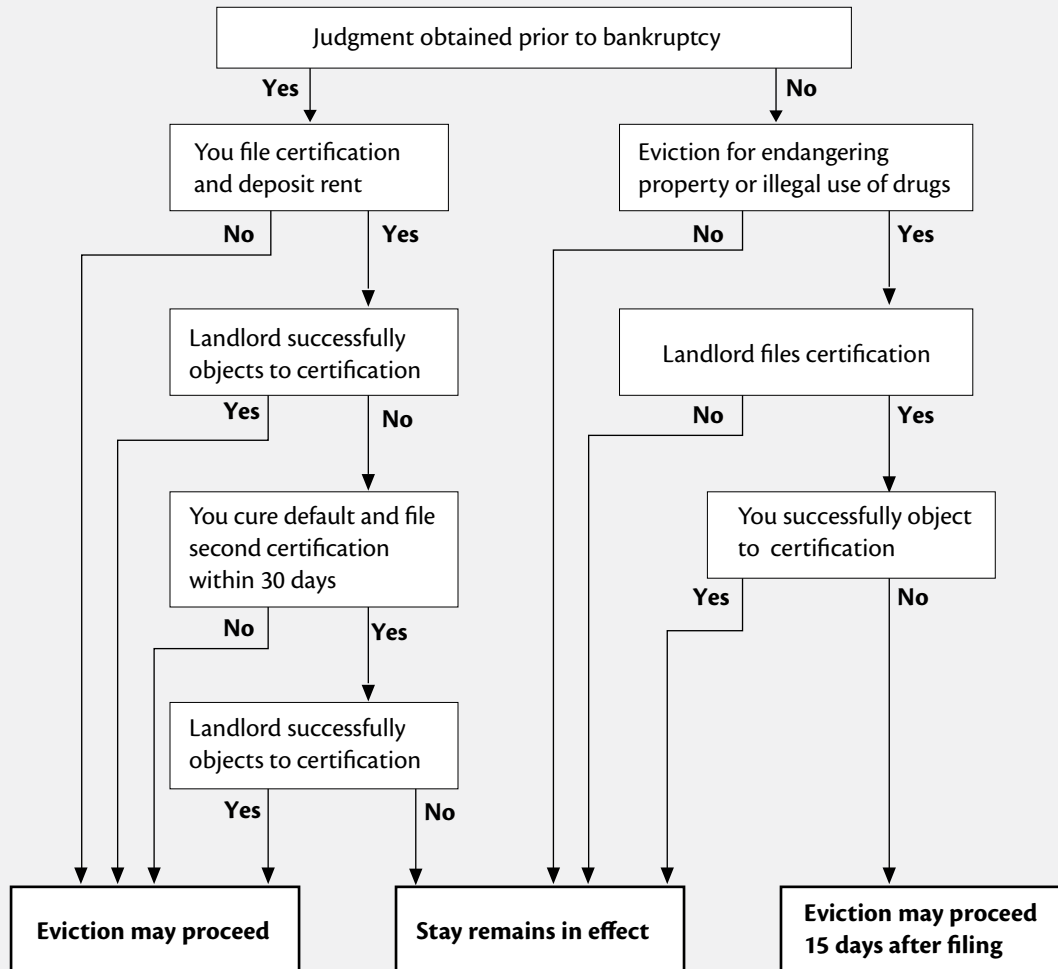 Judgment obtained prior to bankruptcy
Yes
No
You file certification
and deposit rent
Eviction for endangering
property or illegal use of drugs
No
Yes
No
Yes
Landlord successfully
objects to certification
Landlord files certification
Yes
No
No
Yes
You cure default and file
second certification
within 30 days
You successfully object
to certification
No
Yes
Yes
No
Landlord successfully
objects to certification
Yes
No
Eviction may proceed
Stay remains in effect
Eviction may proceed
15 days after filing